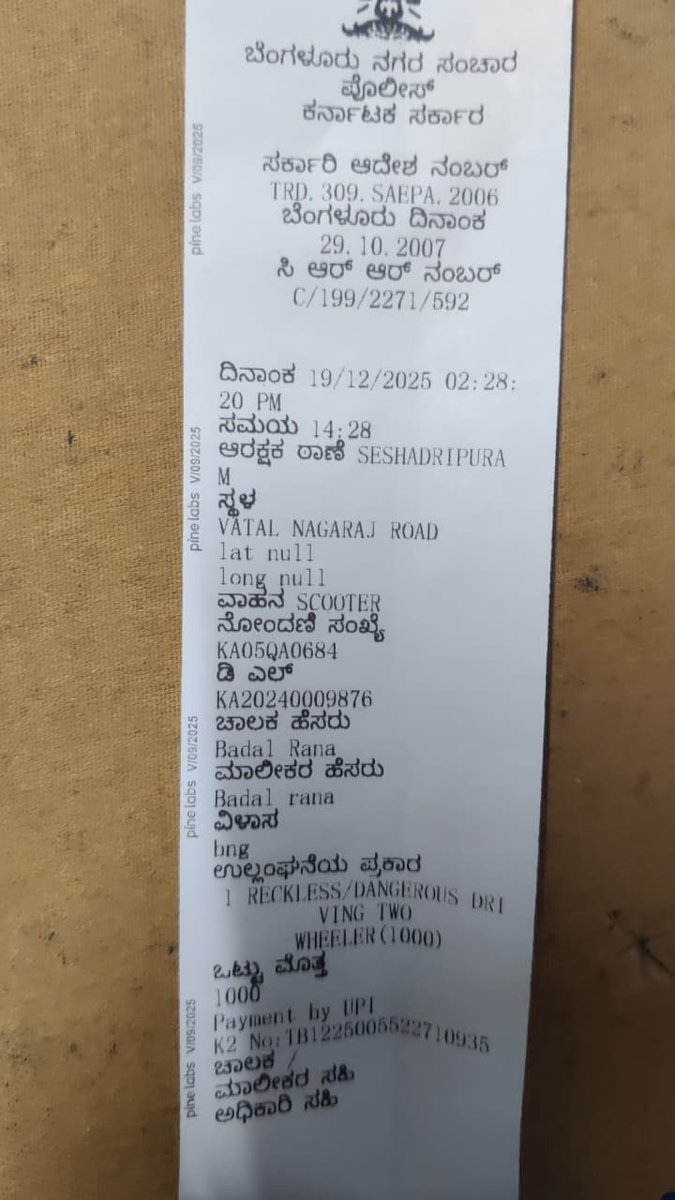 ಬೆಂಗಳೂರು ನಗರ ಸಂಚಾರ
ಪೊಲೀಸ್
ಕರ್ನಾಟಕ ಸರ್ಕಾರ
ಸರ್ಕಾರಿ ಆದೇಶ ನಂಬರ್
TRD. 309. SAEPA. 2006
ಬೆಂಗಳೂರು ದಿನಾಂಕ
29. 10. 2007
ಸಿ ಆರ್ ಆರ್ ನಂಬರ್
C/199/2271/592
ದಿನಾಂಕ 19/12/2025 02:28:
20 PM
ಸಮಯ 14:28
ಆರಕ್ಷಕ ಠಾಣೆ SESHADRIPURA
M
ಸ್ಥಳ
VATAL NAGARAJ ROAD
lat null
long null
ವಾಹನ SCOOTER
ನೋಂದಣಿ ಸಂಖ್ಯೆ
KA05QA0684
ಡಿ ಎಲ್
KA20240009876
ಚಾಲಕ ಹೆಸರು
Badal Rana
ಮಾಲೀಕರ ಹೆಸರು
Badal rana
ವಿಳಾಸ
bng
ಉಲ್ಲಂಘನೆಯ ಪ್ರಕಾರ
1 RECKLESS/DANGEROUS DRI
VING TWO
WHEELER(1000)
ಒಟ್ಟು ಮೊತ್ತ
1000
Payment by UPI
K2 No:TB1225005522710935
ಚಾಲಕ /
ಮಾಲೀಕರ ಸಹಿ
ಅಧಿಕಾರಿ ಸಹಿ
pine labs V/09/2025
pine labs V/09/2025
pine labs V/09/2025
pine labs V/09/2025